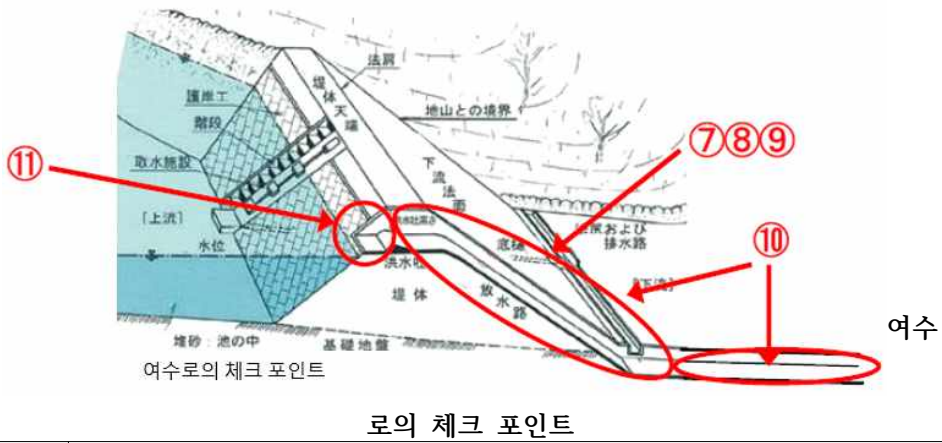 法肩
堤体天端
護岸工
階段
地山との境界
取水施設
⑦⑧⑨
⑪
下流法面
[上流]
および
排水路
⑩
水位
底樋
洪水吐
[下流]
堤体
放水路
여수
堆砌:池の中
基礎地盤
여수로의 체크 포인트
로의 체크 포인트